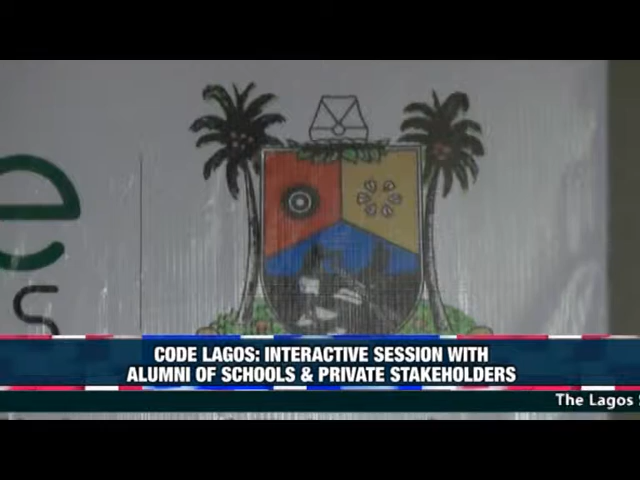 e
s
CODE LAGOS: INTERACTIVE SESSION WITH
ALUMNI OF SCHOOLS & PRIVATE STAKEHOLDERS
The Lagos S